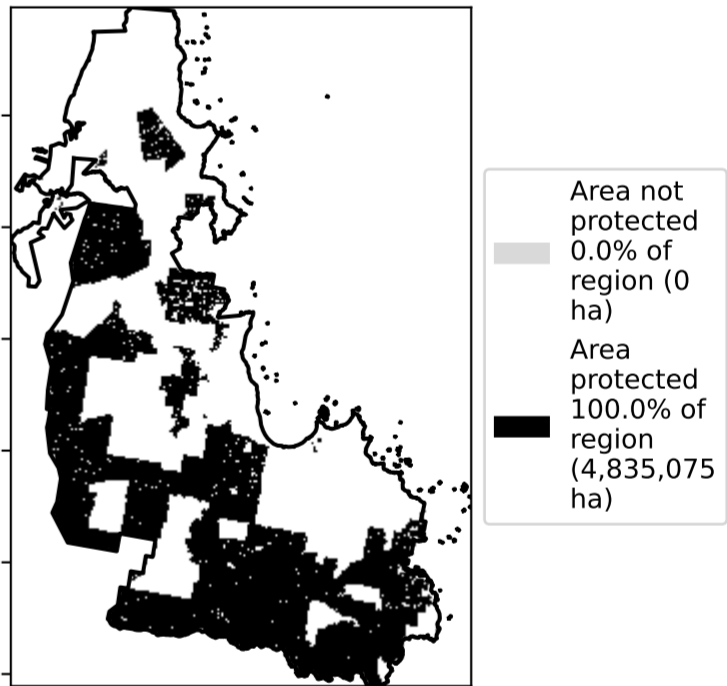 Area not
protected
0.0% of
region (0
ha)
Area
protected
100.0% of
region
(4,835,075
ha)